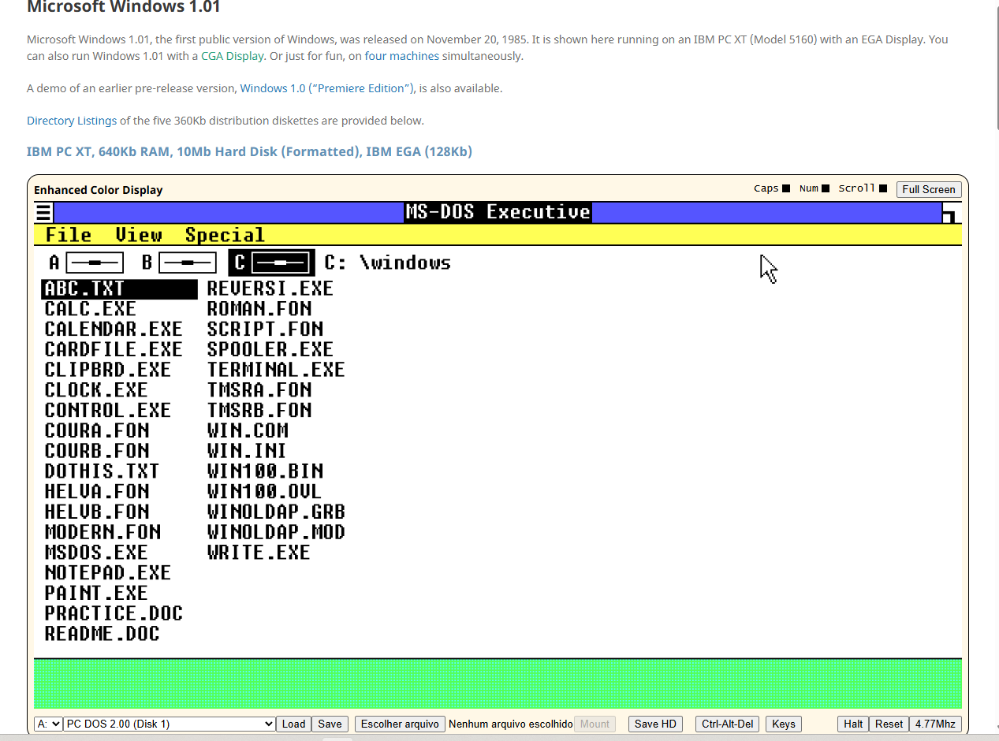 Microsoft Windows 1.01
Microsoft Windows 1.01, the first public version of Windows, was released on November 20, 1985. It is shown here running on an IBM PC XT (Model 5160) with an EGA Display. You
can also run Windows 1.01 with a CGA Display. Or just for fun, on four machines simultaneously.
A demo of an earlier pre-release version, Windows 1.0 (“Premiere Edition”), is also available.
Directory Listings of the five 360Kb distribution diskettes are provided below.
IBM PC XT, 640Kb RAM, 10Mb Hard Disk (Formatted), IBM EGA (128Kb)
Enhanced Color Display Caps Num Scroll Full Screen
MS-DOS Executive
File View Special
A B C C: \windows
ABC.TXT REVERSI.EXE
CALC.EXE ROMAN.FON
CALENDAR.EXE SCRIPT.FON
CARDFILE.EXE SPOOLER.EXE
CLIPBRD.EXE TERMINAL.EXE
CLOCK.EXE TMSRA.FON
CONTROL.EXE TMSRB.FON
COURA.FON WIN.COM
COURB.FON WIN.INI
DOTHIS.TXT WIN100.BIN
HELVA.FON WIN100.OVL
HELVB.FON WINOLDAP.GRB
MODERN.FON WINOLDAP.MOD
MSDOS.EXE WRITE.EXE
NOTEPAD.EXE
PAINT.EXE
PRACTICE.DOC
README.DOC
A: PC DOS 2.00 (Disk 1) Load Save Escolher arquivo Nenhum arquivo escolhido Mount Save HD Ctrl-Alt-Del Keys Halt Reset 4.77Mhz